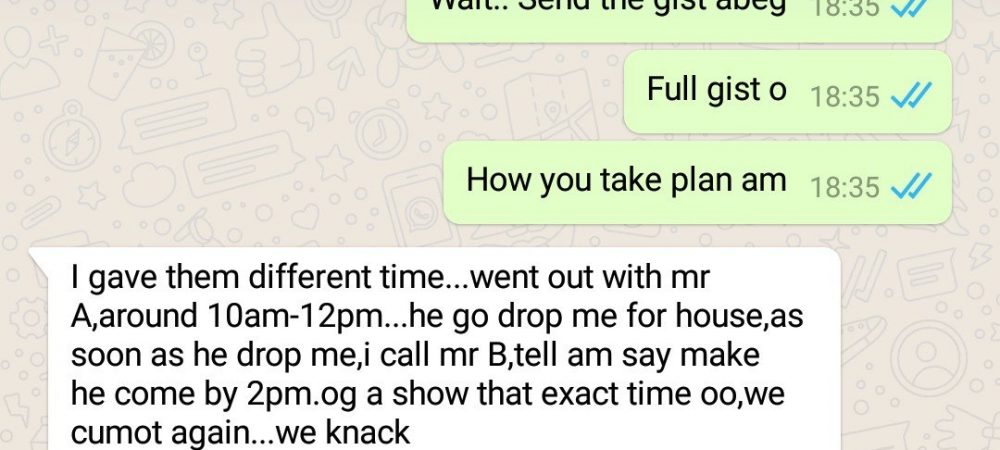 Wait.. Send the gist abeg 18:35
Full gist o 18:35
How you take plan am 18:35
I gave them different time...went out with mr
A,around 10am-12pm...he go drop me for house,as
soon as he drop me,i call mr B,tell am say make
he come by 2pm.og a show that exact time oo,we
cumot again...we knack